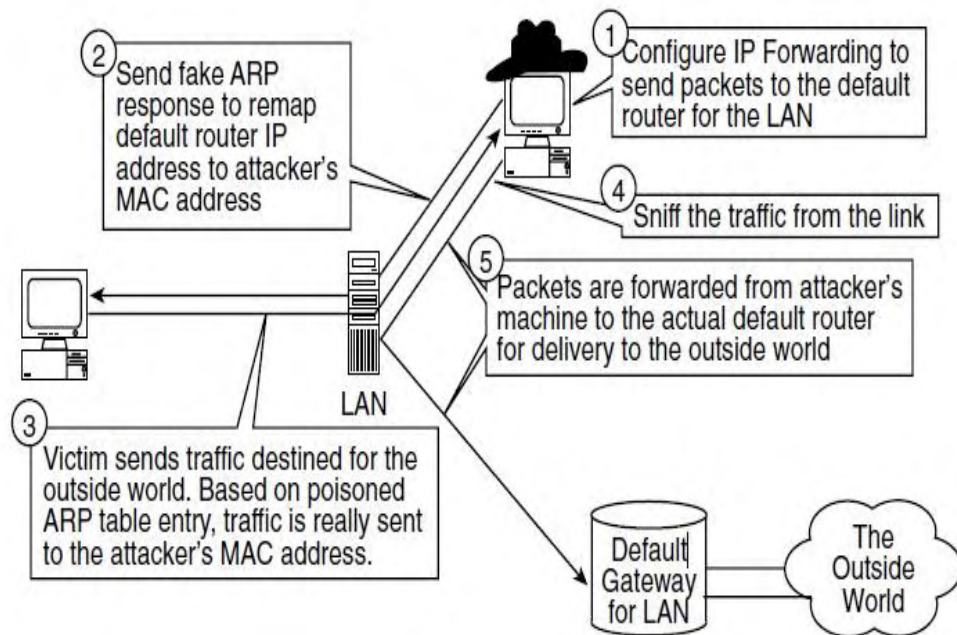 1
Configure IP Forwarding to
send packets to the default
router for the LAN
2
Send fake ARP
response to remap
default router IP
address to attacker's
MAC address
4
Sniff the traffic from the link
5
Packets are forwarded from attacker's
machine to the actual default router
for delivery to the outside world
LAN
3
Victim sends traffic destined for the
outside world. Based on poisoned
ARP table entry, traffic is really sent
to the attacker's MAC address.
Default
Gateway
for LAN
The
Outside
World